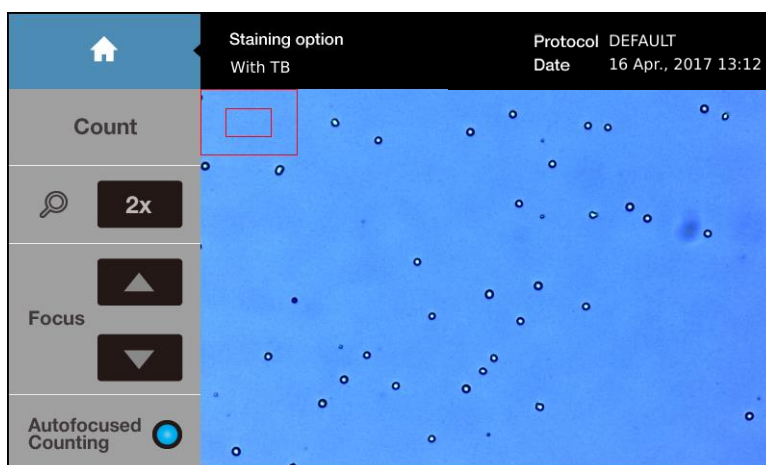 Staining option
With TB
Protocol DEFAULT
Date 16 Apr., 2017 13:12
Count
2x
Focus
Autofocused
Counting